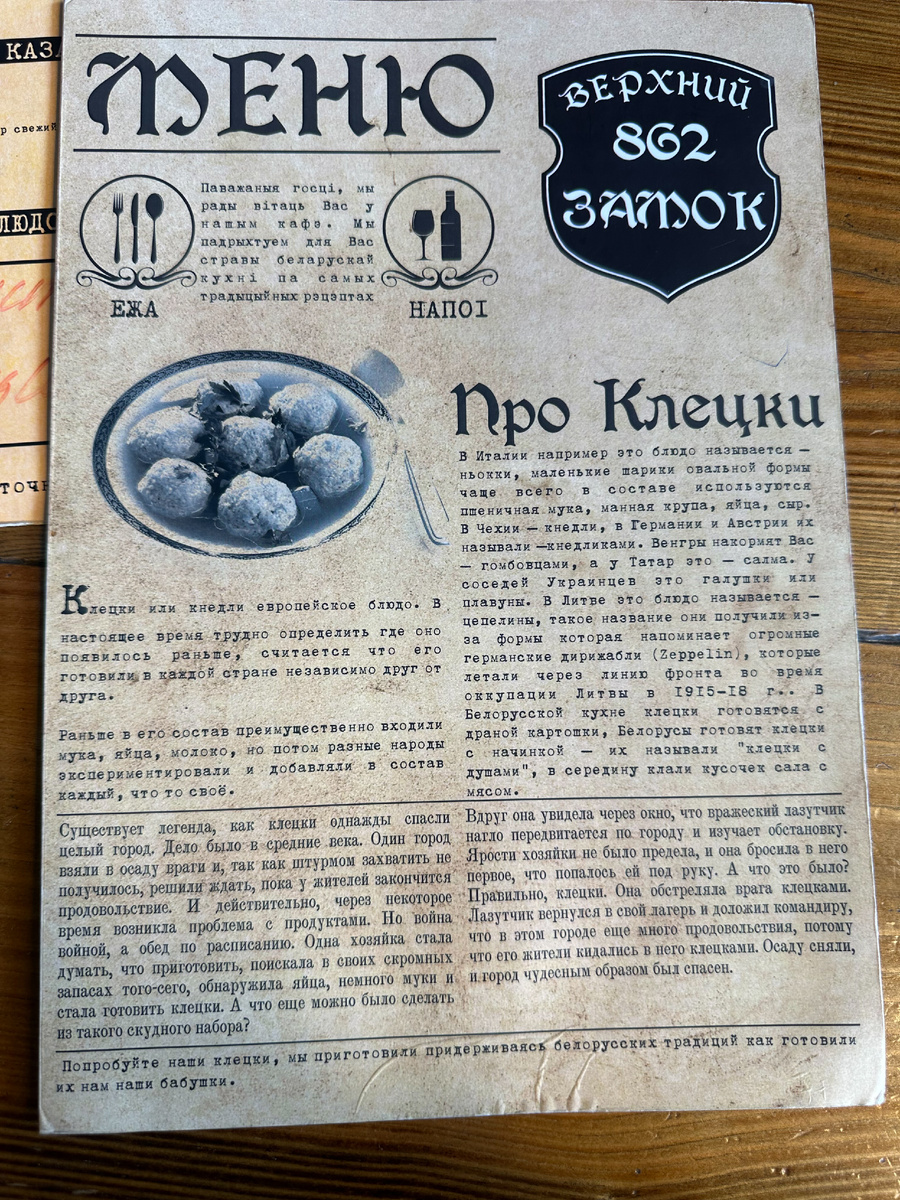 КАЗА
р свежий
ЛЮДО
точн
МЕНЮ
ВЕРХНИЙ
862
ЗАМОК
Паважаныя госці, мы
рады вітаць Вас у
нашым кафэ. Мы
падрыхтуем для Вас
стравы беларускай
кухні па самых
традыцыйных рэцэптах
ЕЖА
НАПОІ
Про Клецки
В Италии например это блюдо называется —
ньокки, маленькие шарики овальной формы
чаще всего в составе используются
пшеничная мука, манная крупа, яйца, сыр.
В Чехии — кнедли, в Германии и Австрии их
называли —кнедликами. Венгры накормят Вас
— гомбовцами, а у Татар это — салма. У
соседей Украинцев это галушки или
плавуны. В Литве это блюдо называется —
цепелины, такое название они получили из-
за формы которая напоминает огромные
германские дирижабли (Zeppelin), которые
летали через линию фронта во время
оккупации Литвы в 1915-18 г.. В
Белорусской кухне клецки готовятся с
драной картошки, Белорусы готовят клецки
с начинкой — их называли "клецки с
душами", в середину клали кусочек сала с
мясом.
Клецки или кнедли европейское блюдо. В
настоящее время трудно определить где оно
появилось раньше, считается что его
готовили в каждой стране независимо друг от
друга.
Раньше в его состав преимущественно входили
мука, яйца, молоко, но потом разные народы
экспериментировали и добавляли в состав
каждый, что то своё.
Существует легенда, как клецки однажды спасли
целый город. Дело было в средние века. Один город
взяли в осаду враги и, так как штурмом захватить не
получилось, решили ждать, пока у жителей закончится
продовольствие. И действительно, через некоторое
время возникла проблема с продуктами. Но война
войной, а обед по расписанию. Одна хозяйка стала
думать, что приготовить, поискала в своих скромных
запасах того-сего, обнаружила яйца, немного муки и
стала готовить клецки. А что еще можно было сделать
из такого скудного набора?
Вдруг она увидела через окно, что вражеский лазутчик
нагло передвигается по городу и изучает обстановку.
Ярости хозяйки не было предела, и она бросила в него
первое, что попалось ей под руку. А что это было?
Правильно, клецки. Она обстреляла врага клецками.
Лазутчик вернулся в свой лагерь и доложил командиру,
что в этом городе еще много продовольствия, потому
что его жители кидались в него клецками. Осаду сняли,
и город чудесным образом был спасен.
Попробуйте наши клецки, мы приготовили придерживаясь белорусских традиций как готовили
их нам наши бабушки.